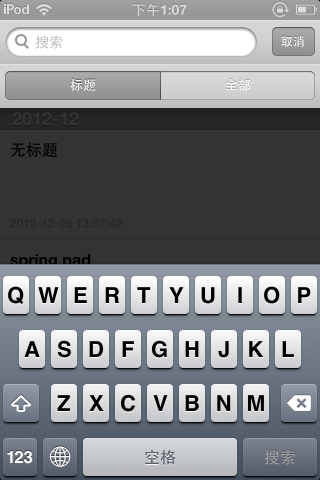 iPod 下午1:07
搜索 取消
标题 全部
2012-12
无标题
2012-12-26 13:07:42
spring pad
Q W E R T Y U I O P
A S D F G H J K L
Z X C V B N M
123 空格 搜索